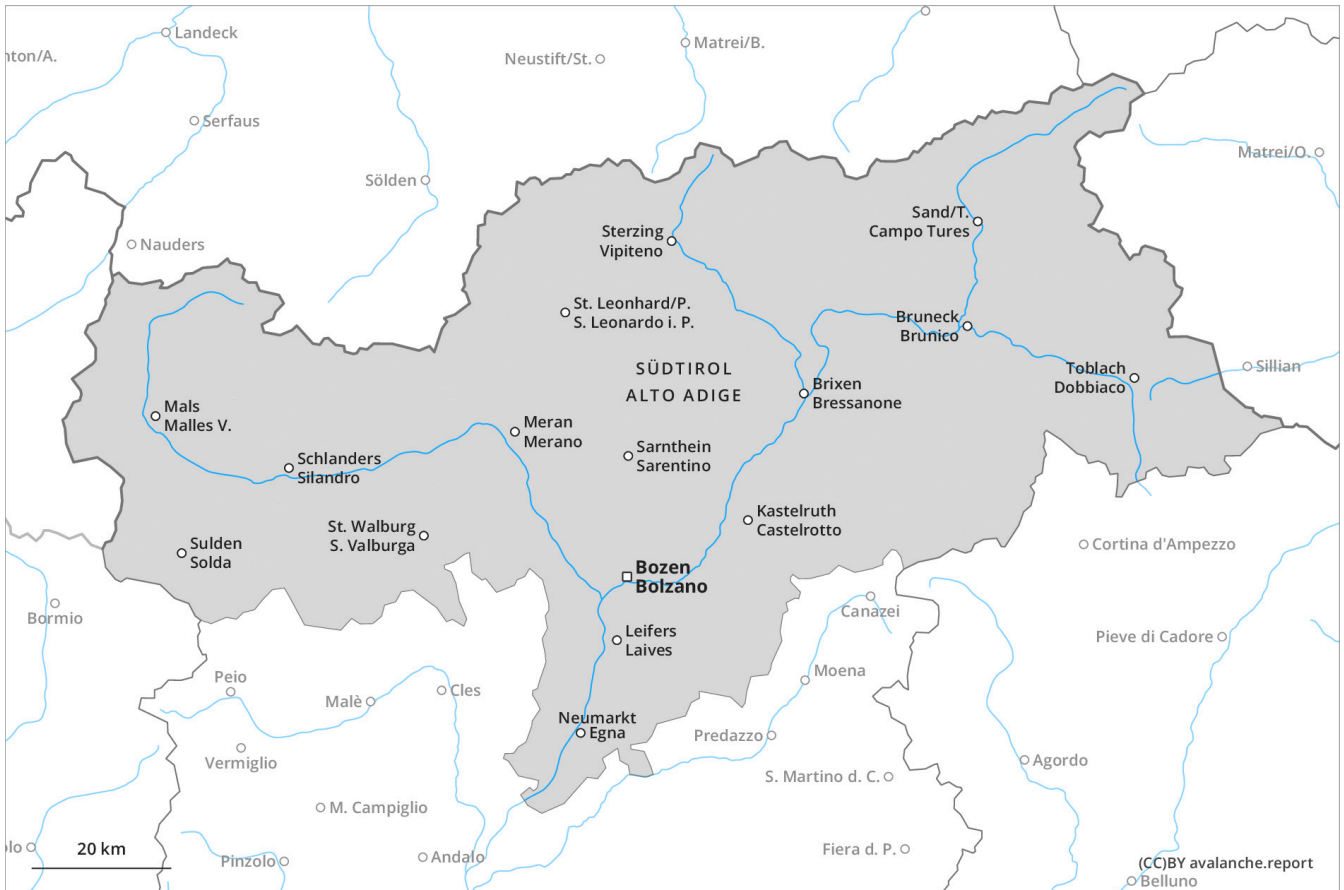 Landeck
nton/A.
Neustift/St.
Matrei/B.
Serfaus
Matrei/O.
Sölden
Nauders
Sand/T.
Campo Tures
Sterzing
Vipiteno
St. Leonhard/P.
S. Leonardo i. P.
Bruneck
Brunico
SÜDTIROL
ALTO ADIGE
Toblach
Dobbiaco
Sillian
Brixen
Bressanone
Mals
Malles V.
Meran
Merano
Schlanders
Silandro
Sarnthein
Sarentino
Kastelruth
Castelrotto
St. Walburg
S. Valburga
Sulden
Solda
Cortina d'Ampezzo
Bozen
Bolzano
Bormio
Canazei
Leifers
Laives
Pieve di Cadore
Peio
Moena
Malè
Cles
Neumarkt
Egna
Predazzo
Vermiglio
Agordo
S. Martino d. C.
M. Campiglio
olo
20 km
Pinzolo
Andalo
Fiera d. P.
(CC)BY avalanche.report
Belluno